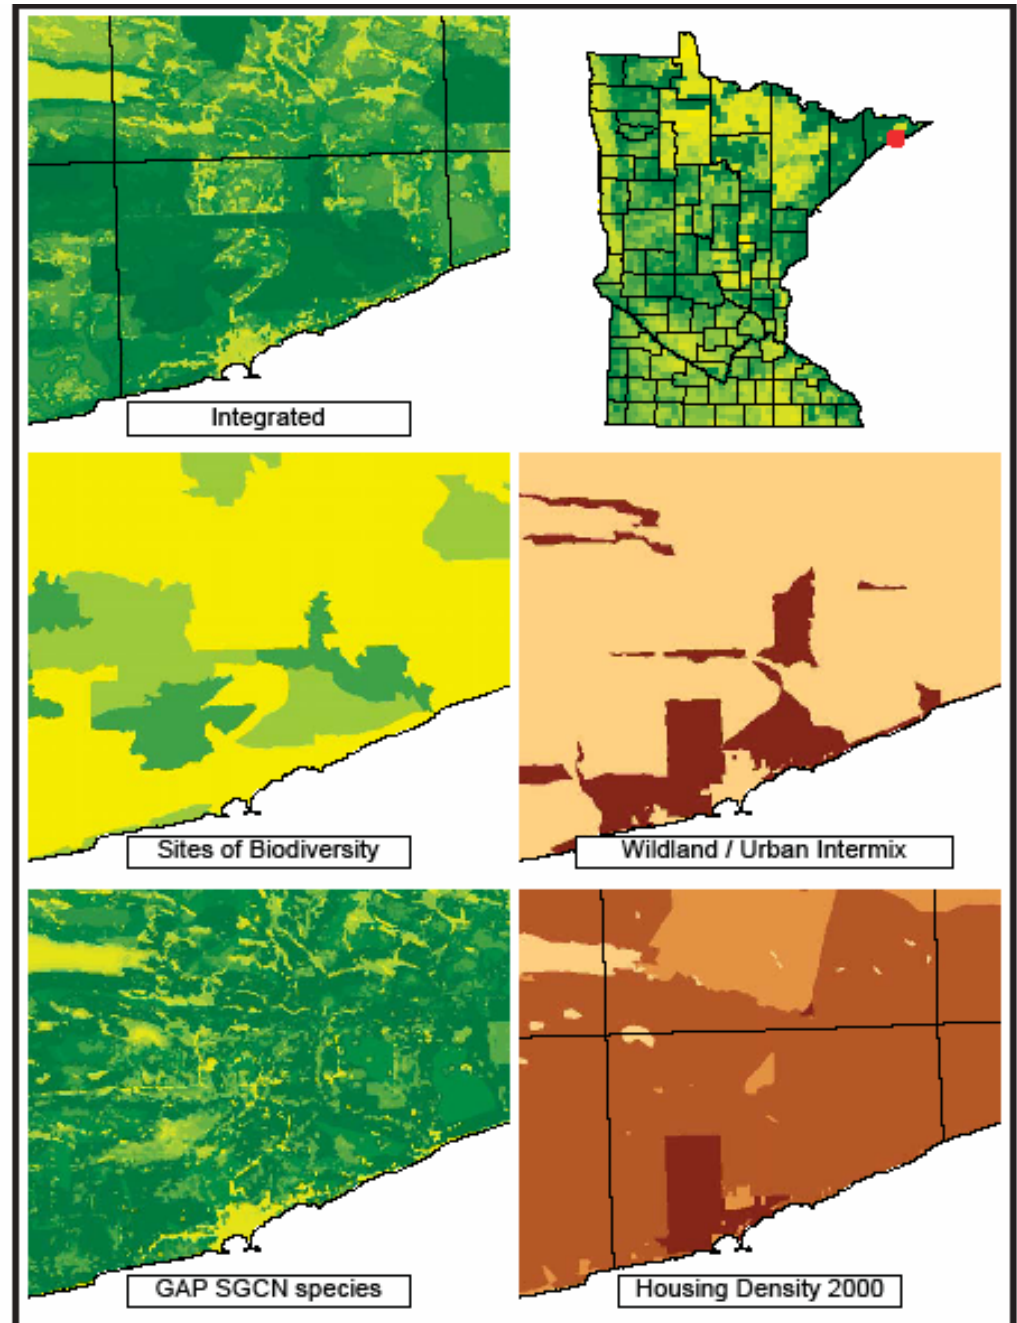 Integrated
Sites of Biodiversity
Wildland / Urban Intermix
GAP SGCN species
Housing Density 2000